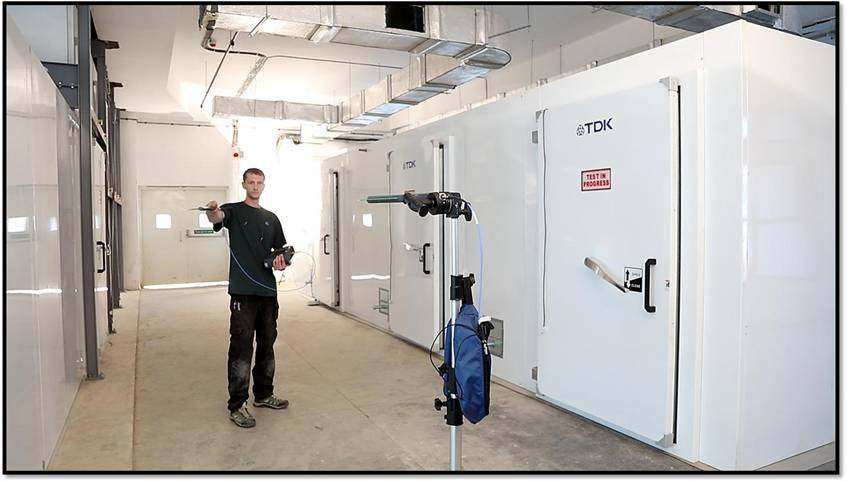 TDK
TDK
TEST IN
PROGRESS